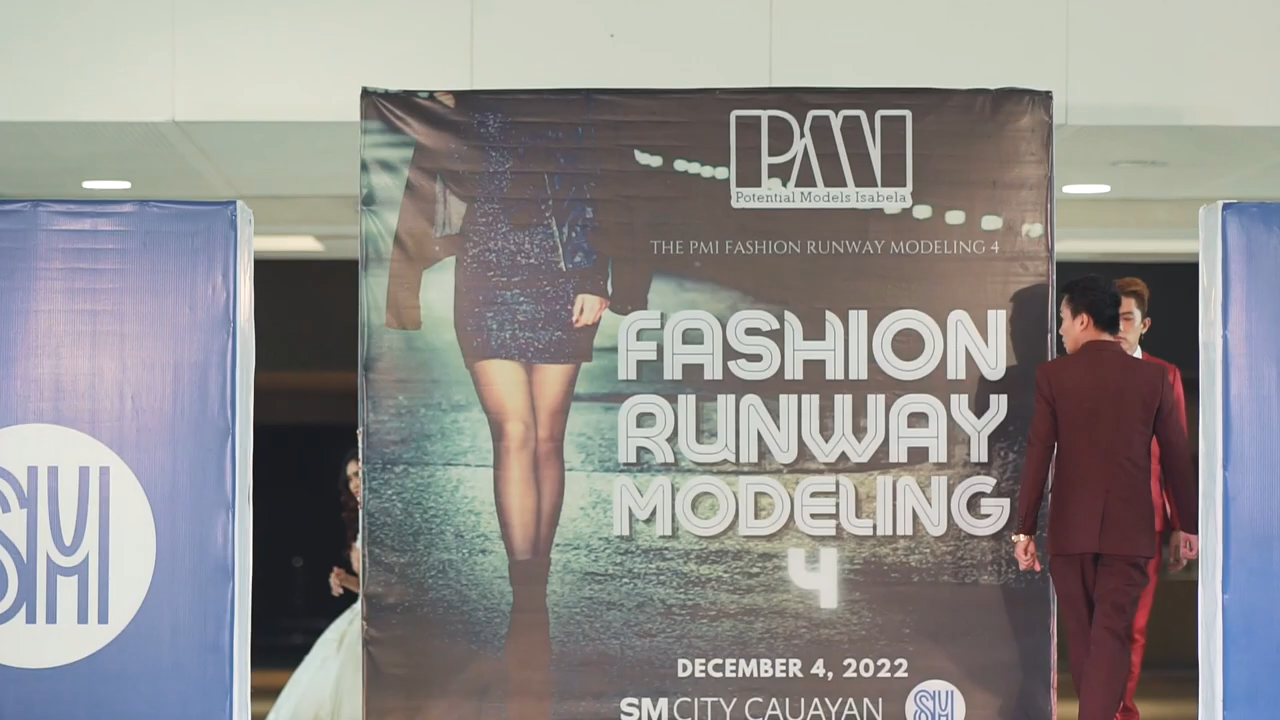 PMI
Potential Models Isabela
THE PMI FASHION RUNWAY MODELING 4
FASHION
RUNWAY
MODELING
4
DECEMBER 4, 2022
SM CITY CAUAYAN SM
SM